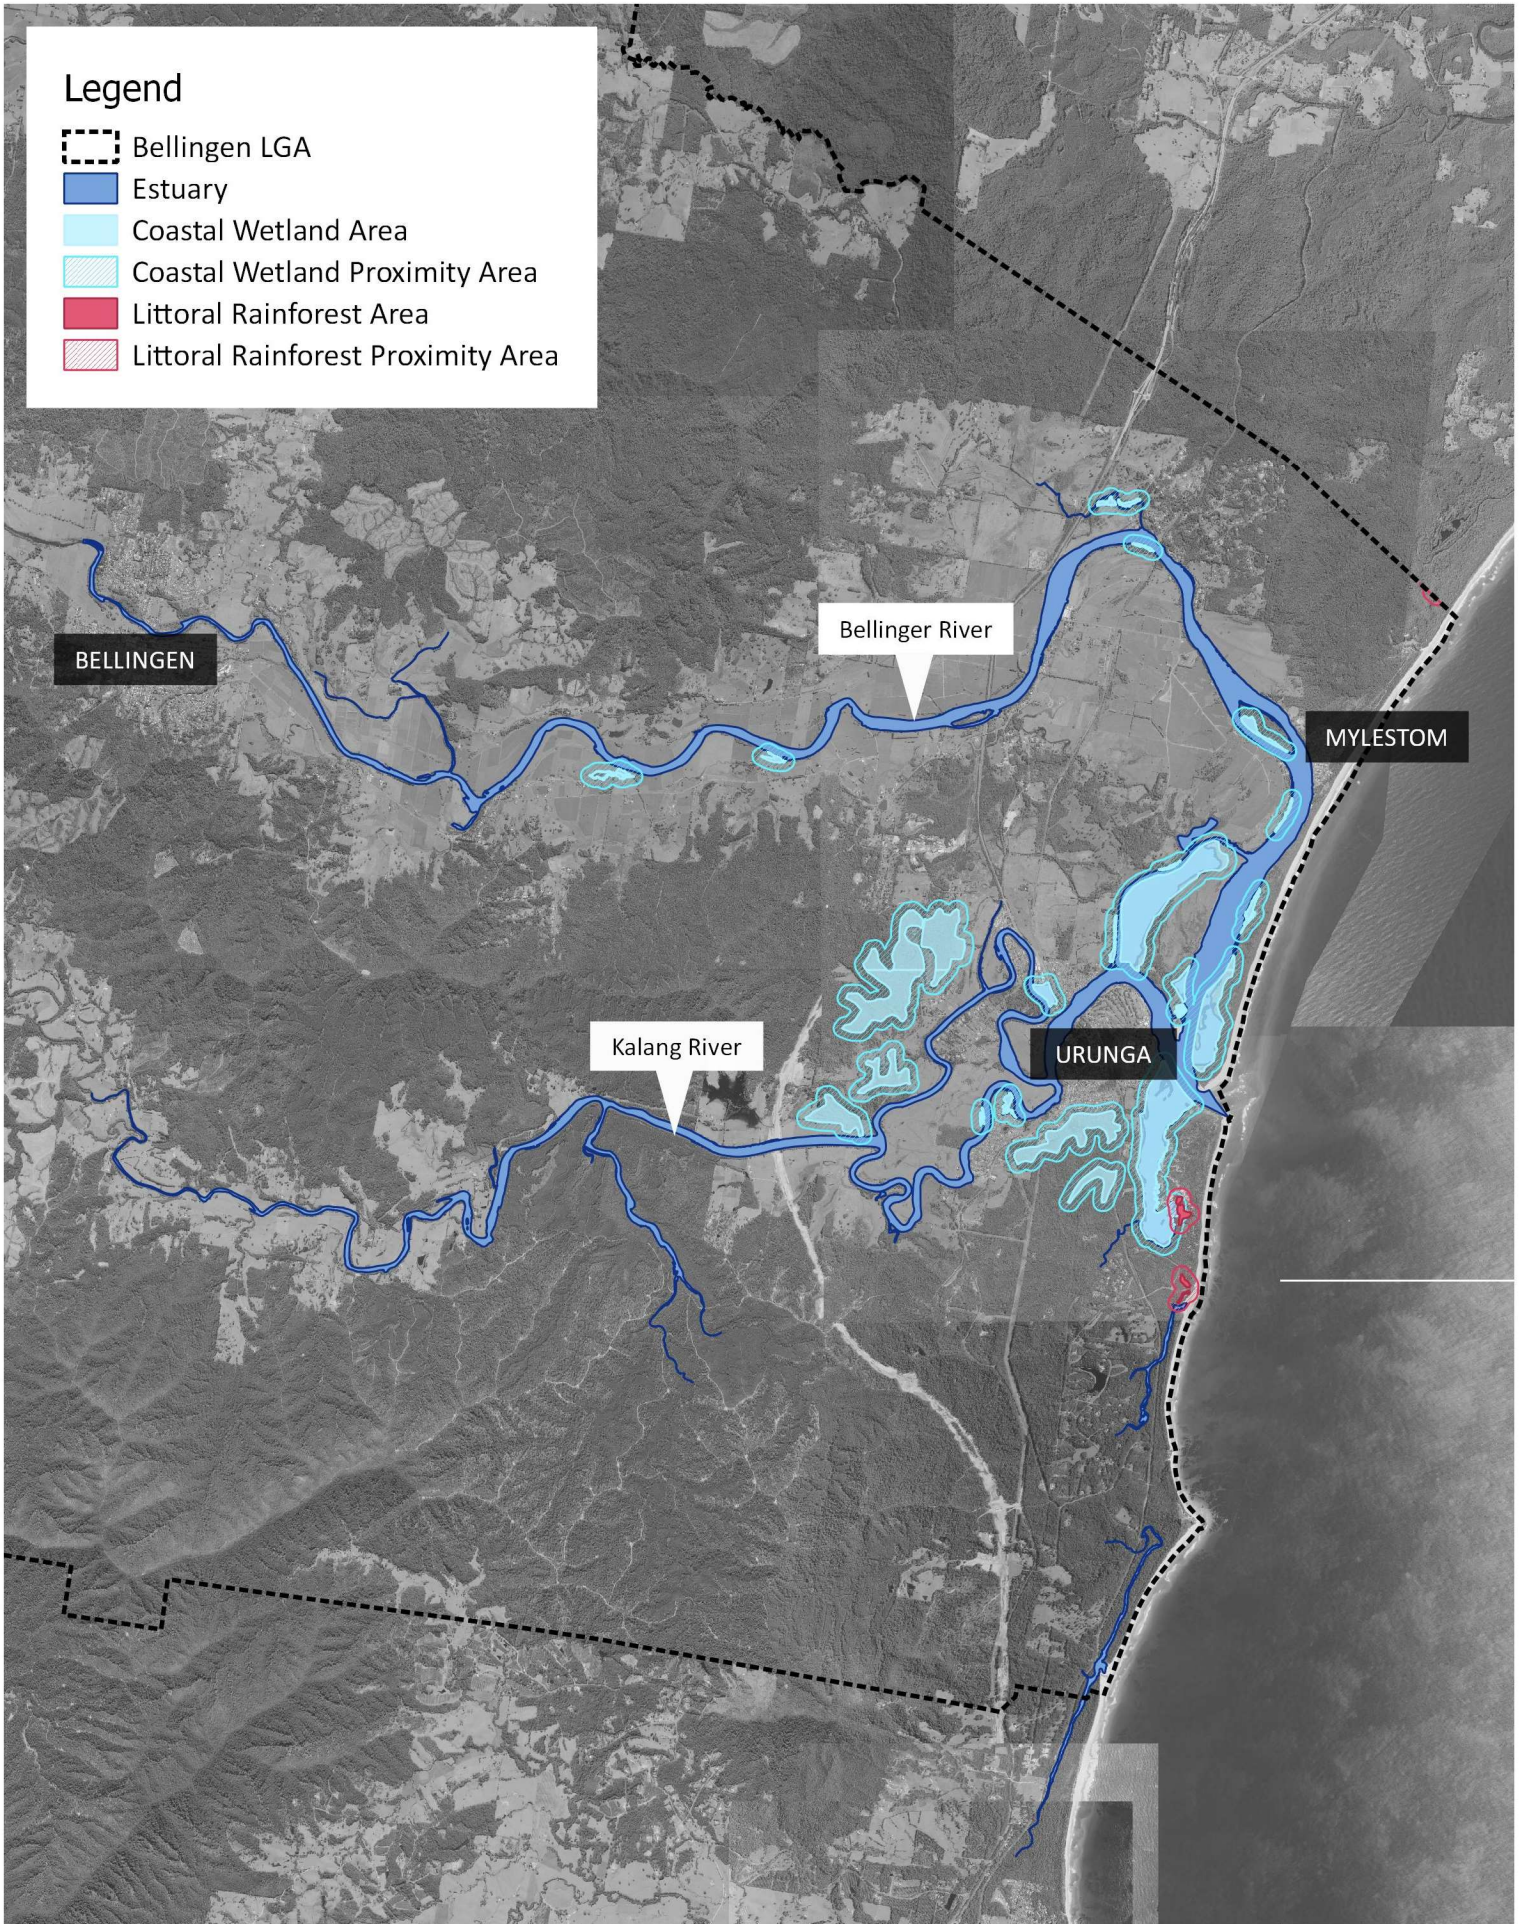 Legend
Bellingen LGA
Estuary
Coastal Wetland Area
Coastal Wetland Proximity Area
Littoral Rainforest Area
Littoral Rainforest Proximity Area
Bellinger River
BELLINGEN
MYLESTOM
Kalang River
URUNGA